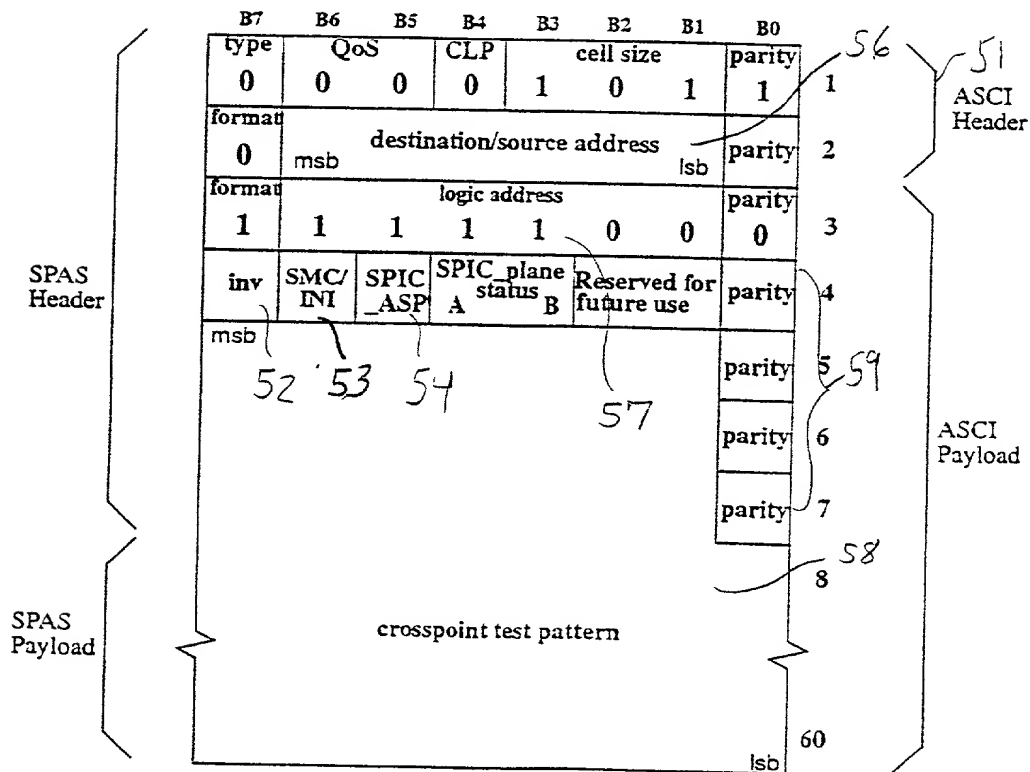 B7 B6 B5 B4 B3 B2 B1 B0
type QoS CLP cell size parity
0 0 0 0 1 0 1 1 1
56
51
ASCI
Header
format destination/source address parity 2
0 msb lsb
format logic address parity
1 1 1 1 1 0 0 0 3
SPAS
Header
inv SMC/ INI SPIC _ASP SPIC_plane status A B Reserved for future use parity 4
msb
52 53 54 57
parity 5
59
parity 6
parity 7
ASCI
Payload
58
8
SPAS
Payload
crosspoint test pattern
60
lsb